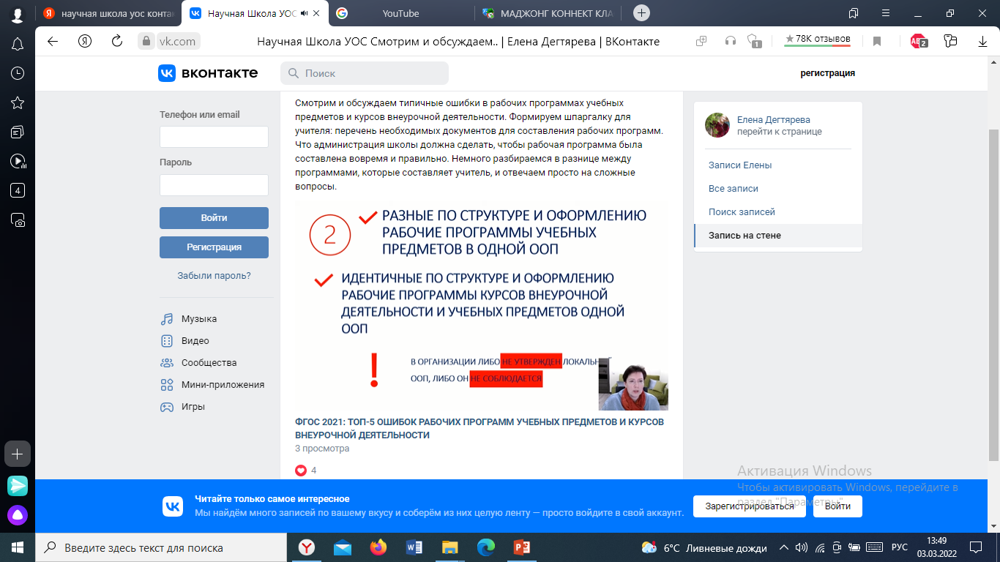 научная школа уос конта
Научная Школа УОС
YouTube
МАДЖОНГ КОННЕКТ КЛА
vk.com
Научная Школа УОС Смотрим и обсуждаем.. | Елена Дегтярева | ВКонтакте
1
★ 78K отзывов
2
вконтакте
Поиск
регистрация
4
Телефон или email
Пароль
Войти
Регистрация
Забыли пароль?
Музыка
Видео
Сообщества
Мини-приложения
Игры
Смотрим и обсуждаем типичные ошибки в рабочих программах учебных
предметов и курсов внеурочной деятельности. Формируем шпаргалку для
учителя: перечень необходимых документов для составления рабочих программ.
Что администрация школы должна сделать, чтобы рабочая программа была
составлена вовремя и правильно. Немного разбираемся в разнице между
программами, которые составляет учитель, и отвечаем просто на сложные
вопросы.
2
РАЗНЫЕ ПО СТРУКТУРЕ И ОФОРМЛЕНИЮ
РАБОЧИЕ ПРОГРАММЫ УЧЕБНЫХ
ПРЕДМЕТОВ В ОДНОЙ ООП
ИДЕНТИЧНЫЕ ПО СТРУКТУРЕ И ОФОРМЛЕНИЮ
РАБОЧИЕ ПРОГРАММЫ КУРСОВ ВНЕУРОЧНОЙ
ДЕЯТЕЛЬНОСТИ И УЧЕБНЫХ ПРЕДМЕТОВ ОДНОЙ
ООП
!
В ОРГАНИЗАЦИИ ЛИБО НЕ УТВЕРЖДЕН
ООП, ЛИБО ОН НЕ СОБЛЮДАЕТСЯ
ФГОС 2021: ТОП-5 ОШИБОК РАБОЧИХ ПРОГРАММ УЧЕБНЫХ ПРЕДМЕТОВ И КУРСОВ
ВНЕУРОЧНОЙ ДЕЯТЕЛЬНОСТИ
3 просмотра
4
Елена Дегтярева
перейти к странице
Записи Елены
Все записи
Поиск записей
Запись на стене
Активация Windows
Чтобы активировать Windows, перейдите в
раздел "Параметры".
Читайте только самое интересное
Мы найдём много записей по вашему вкусу и соберём из них целую ленту — просто войдите в свой аккаунт.
Зарегистрироваться
Войти
Введите здесь текст для поиска
6°C Ливневые дожди
РУС
13:49
03.03.2022